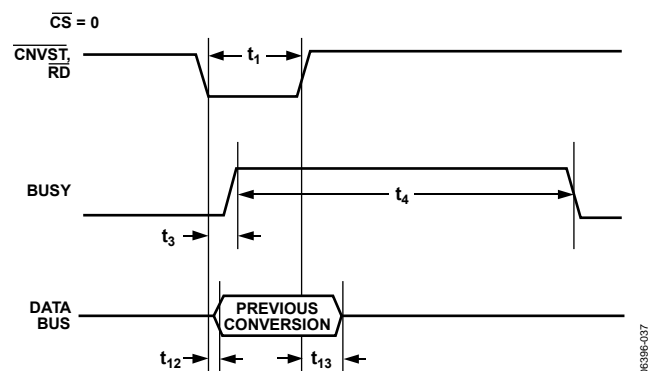 CS = 0
CNVST,
RD
t1
BUSY
t4
t3
DATA
BUS
PREVIOUS
CONVERSION
t12
t13
06396-037